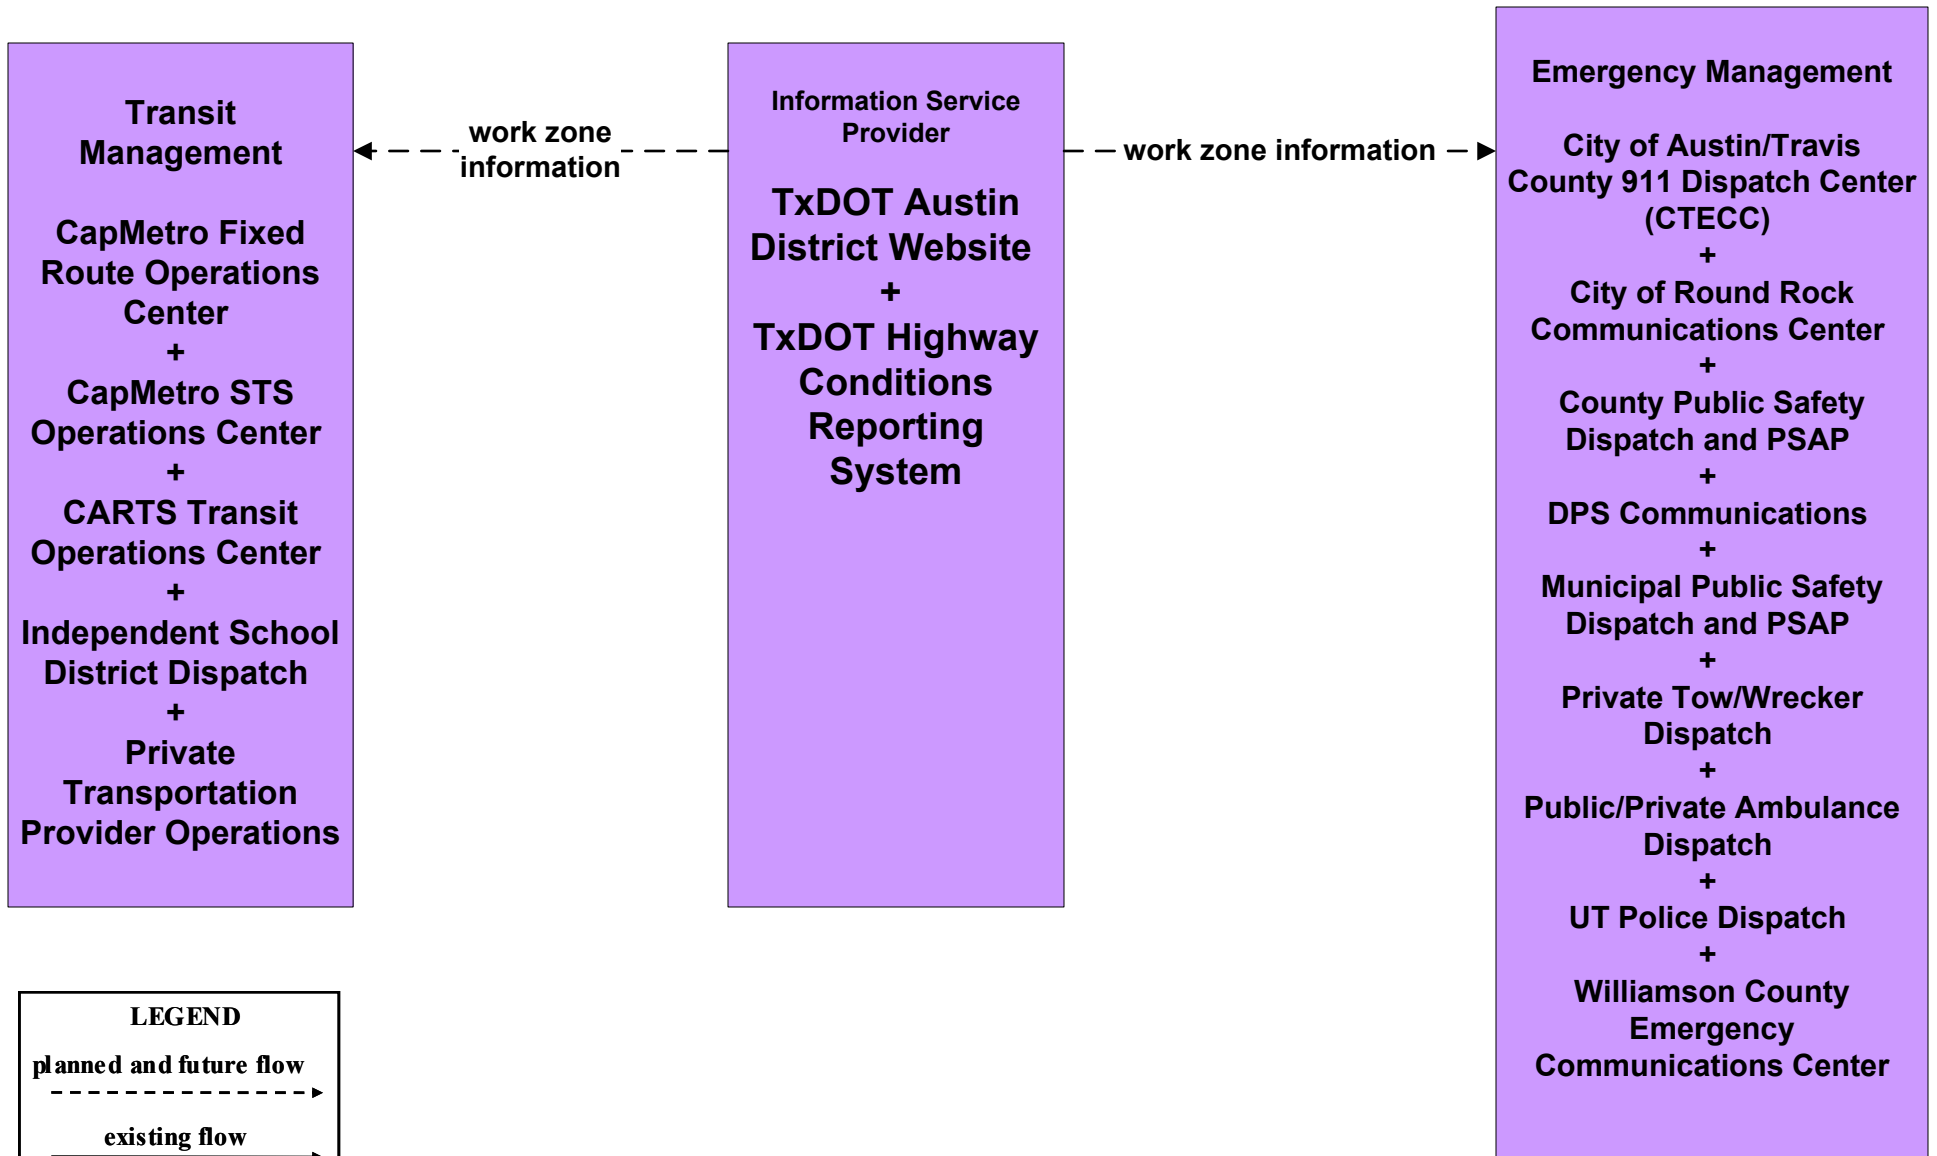 Transit
Management
CapMetro Fixed
Route Operations
Center
+
CapMetro STS
Operations Center
+
CARTS Transit
Operations Center
+
Independent School
District Dispatch
+
Private
Transportation
Provider Operations
work zone
information
Information Service
Provider
TxDOT Austin
District Website
+
TxDOT Highway
Conditions
Reporting
System
work zone information
Emergency Management
City of Austin/Travis
County 911 Dispatch Center
(CTECC)
+
City of Round Rock
Communications Center
+
County Public Safety
Dispatch and PSAP
+
DPS Communications
+
Municipal Public Safety
Dispatch and PSAP
+
Private Tow/Wrecker
Dispatch
+
Public/Private Ambulance
Dispatch
+
UT Police Dispatch
+
Williamson County
Emergency
Communications Center
LEGEND
planned and future flow
existing flow